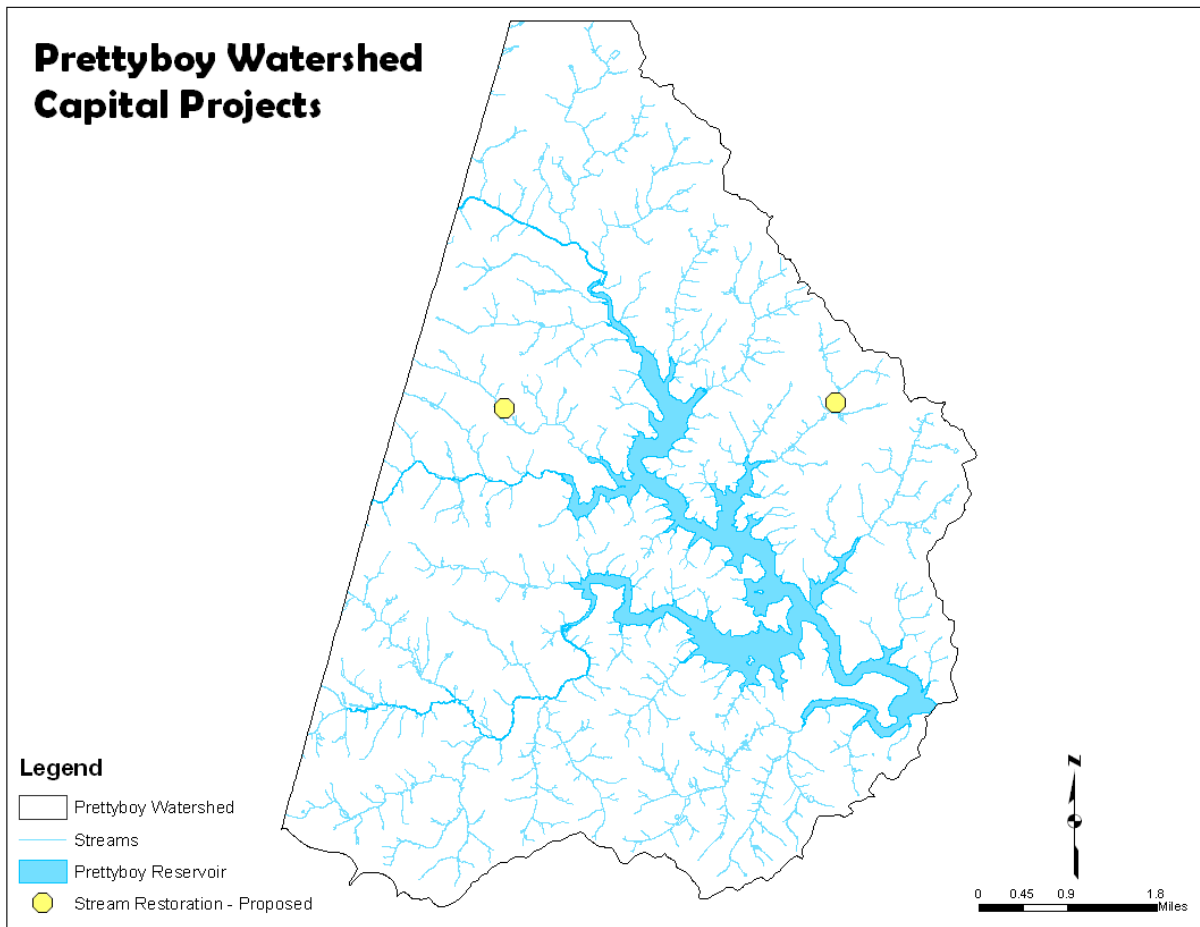 Prettyboy Watershed
Capital Projects
Legend
Prettyboy Watershed
Streams
Prettyboy Reservoir
Stream Restoration - Proposed
N
0 0.45 0.9 1.8
Miles